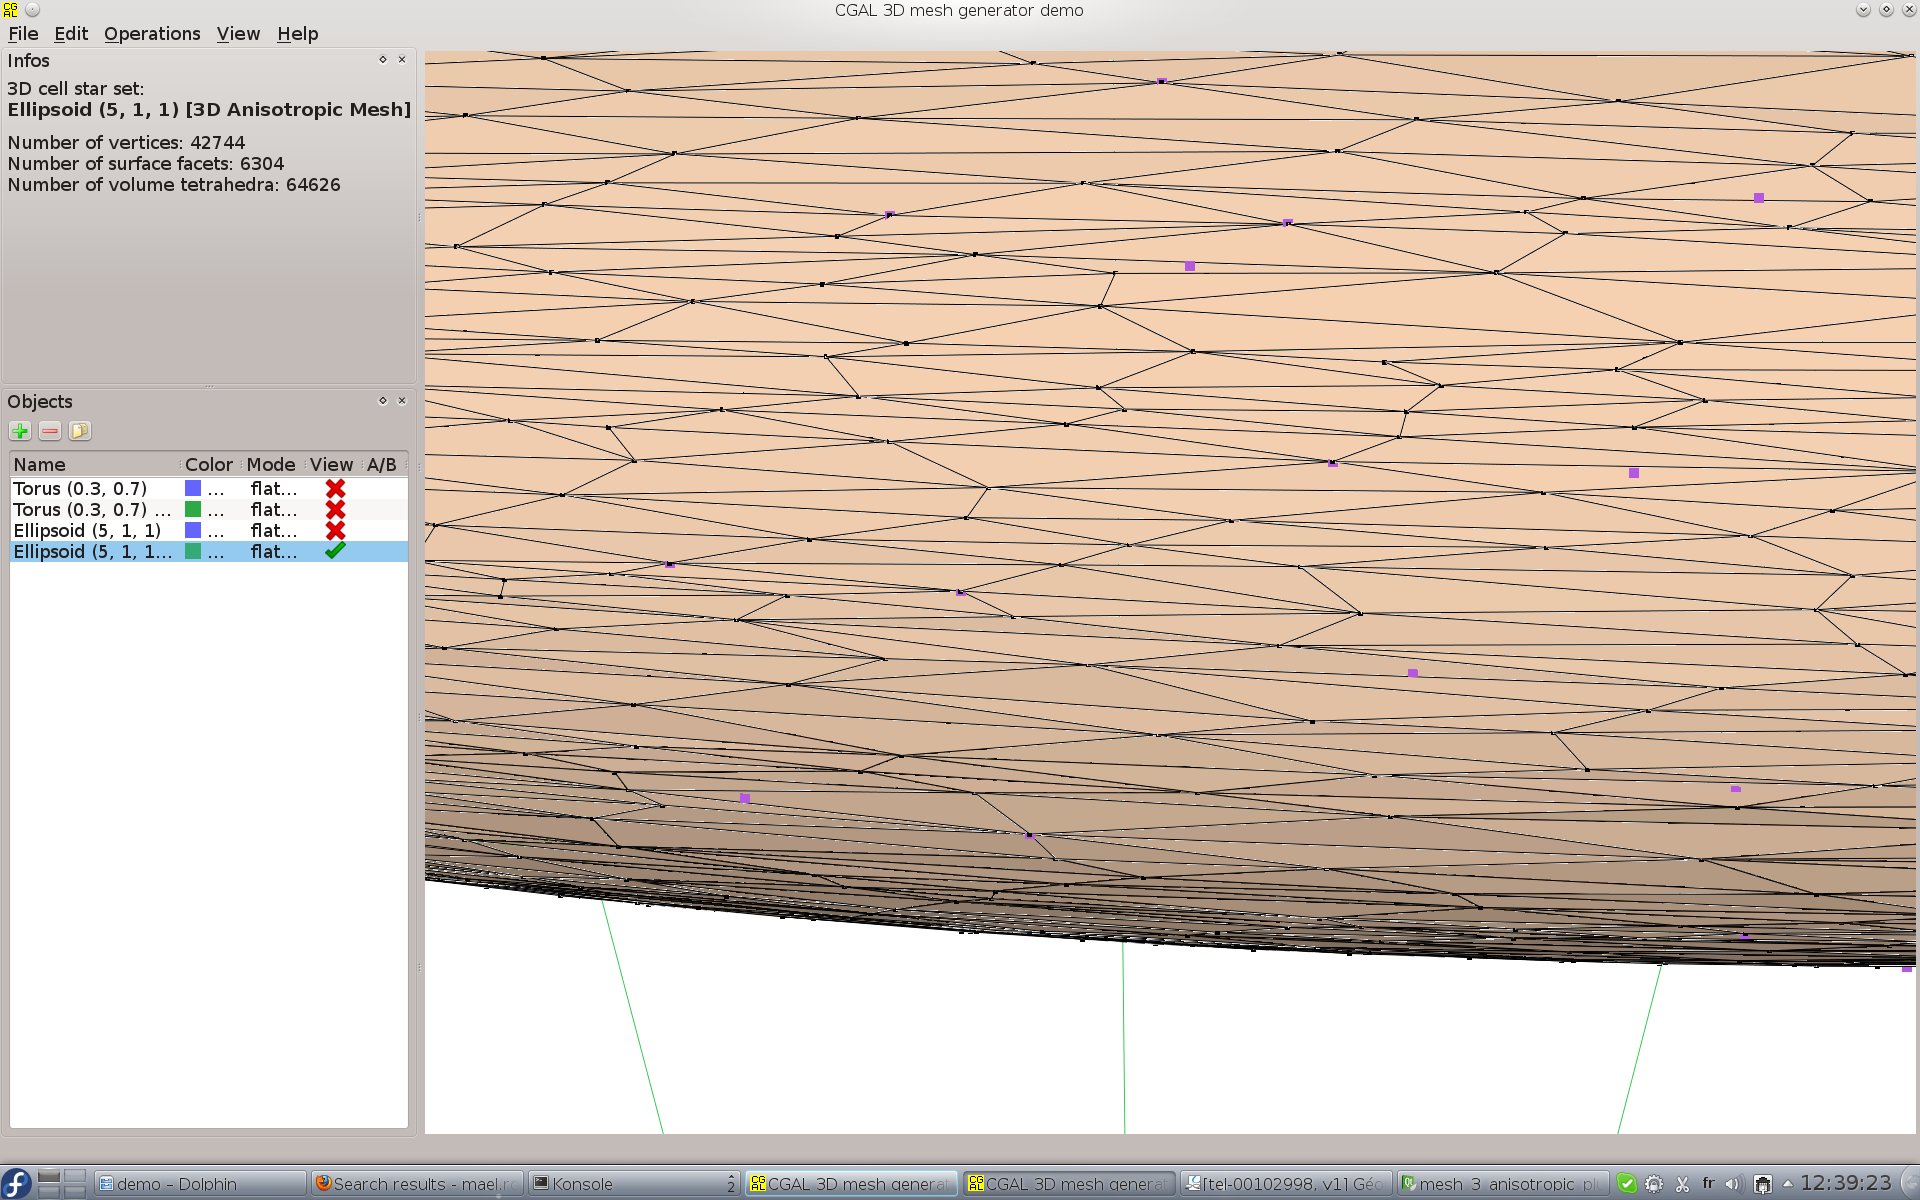 CGAL 3D mesh generator demo
File Edit Operations View Help
Infos
3D cell star set:
Ellipsoid (5, 1, 1) [3D Anisotropic Mesh]
Number of vertices: 42744
Number of surface facets: 6304
Number of volume tetrahedra: 64626
Objects
Name Color Mode View A/B
Torus (0.3, 0.7) ... flat...
Torus (0.3, 0.7) ... ... flat...
Ellipsoid (5, 1, 1) ... flat...
Ellipsoid (5, 1, 1... ... flat...
demo – Dolphin
Search results - mael.ro
Konsole
2
CGAL 3D mesh generat
CGAL 3D mesh generat
[tel-00102998, v1] Géo
mesh_3_anisotropic_pl
fr
12:39:23